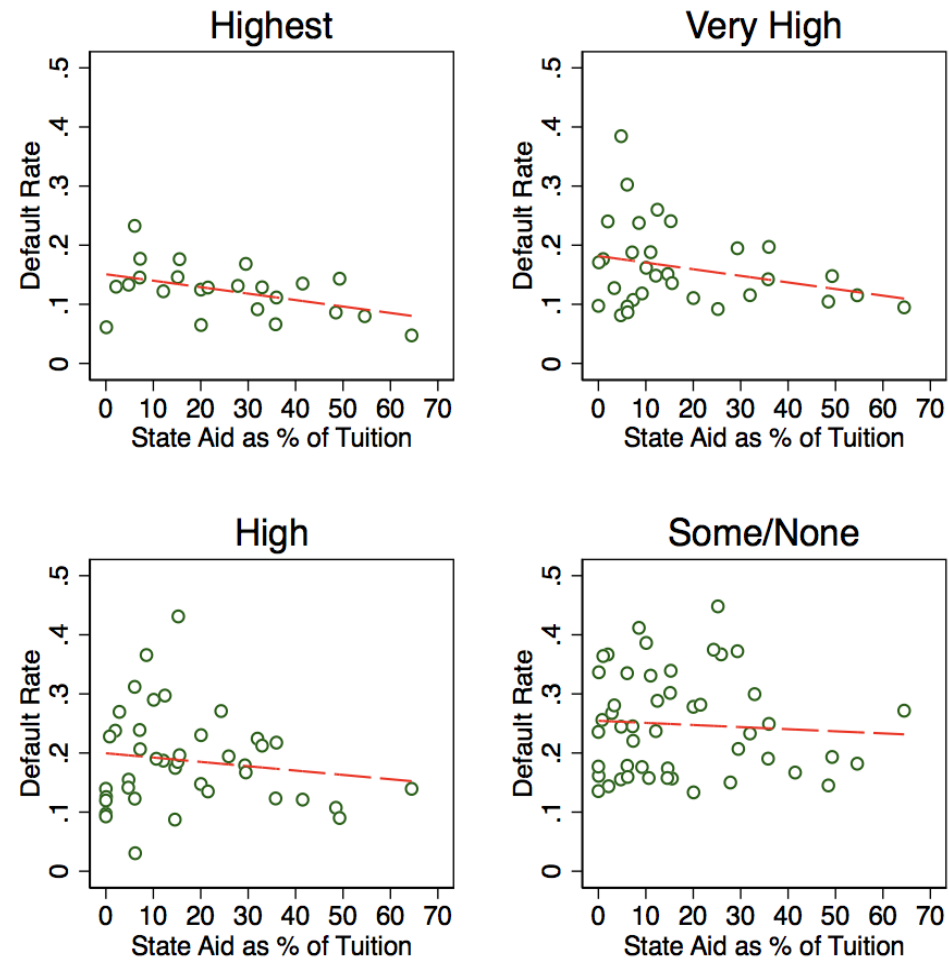 Highest
Default Rate
.5
.4
.3
.2
.1
0
0 10 20 30 40 50 60 70
State Aid as % of Tuition
Very High
Default Rate
.5
.4
.3
.2
.1
0
0 10 20 30 40 50 60 70
State Aid as % of Tuition
High
Default Rate
.5
.4
.3
.2
.1
0
0 10 20 30 40 50 60 70
State Aid as % of Tuition
Some/None
Default Rate
.5
.4
.3
.2
.1
0
0 10 20 30 40 50 60 70
State Aid as % of Tuition